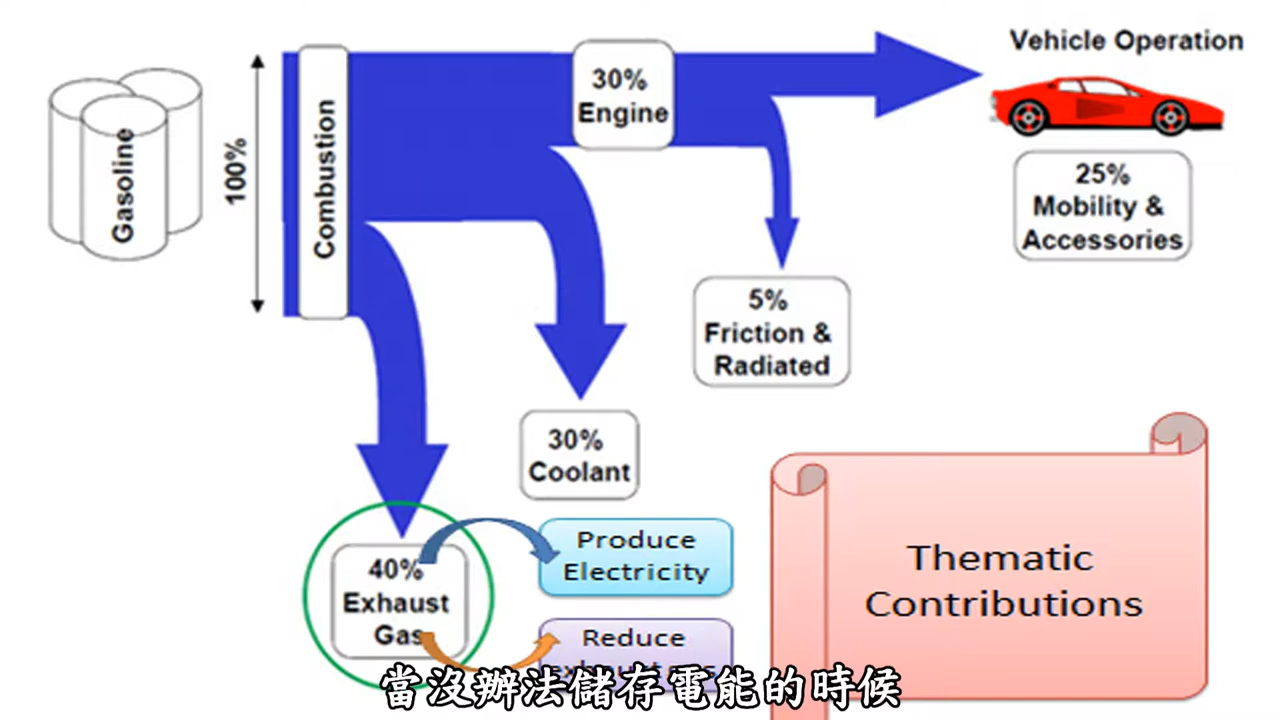 Vehicle Operation
Gasoline
100%
Combustion
30%
Engine
25%
Mobility &
Accessories
5%
Friction &
Radiated
30%
Coolant
40%
Exhaust
Gas
Produce
Electricity
Reduce
Thematic
Contributions
當沒辦法儲存電能的時候